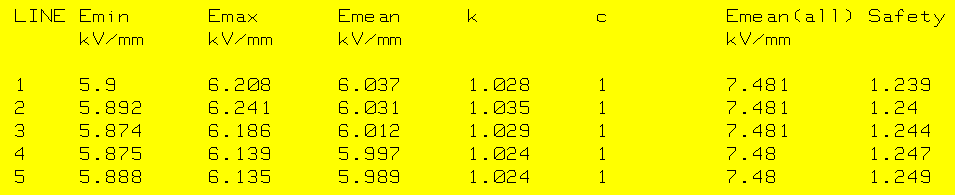 LINE Emin Emax Emean k c Emean(all) Safety
kV/mm kV/mm kV/mm kV/mm
1 5.9 6.208 6.037 1.028 1 7.481 1.239
2 5.892 6.241 6.031 1.035 1 7.481 1.24
3 5.874 6.186 6.012 1.029 1 7.481 1.244
4 5.875 6.139 5.997 1.024 1 7.48 1.247
5 5.888 6.135 5.989 1.024 1 7.48 1.249